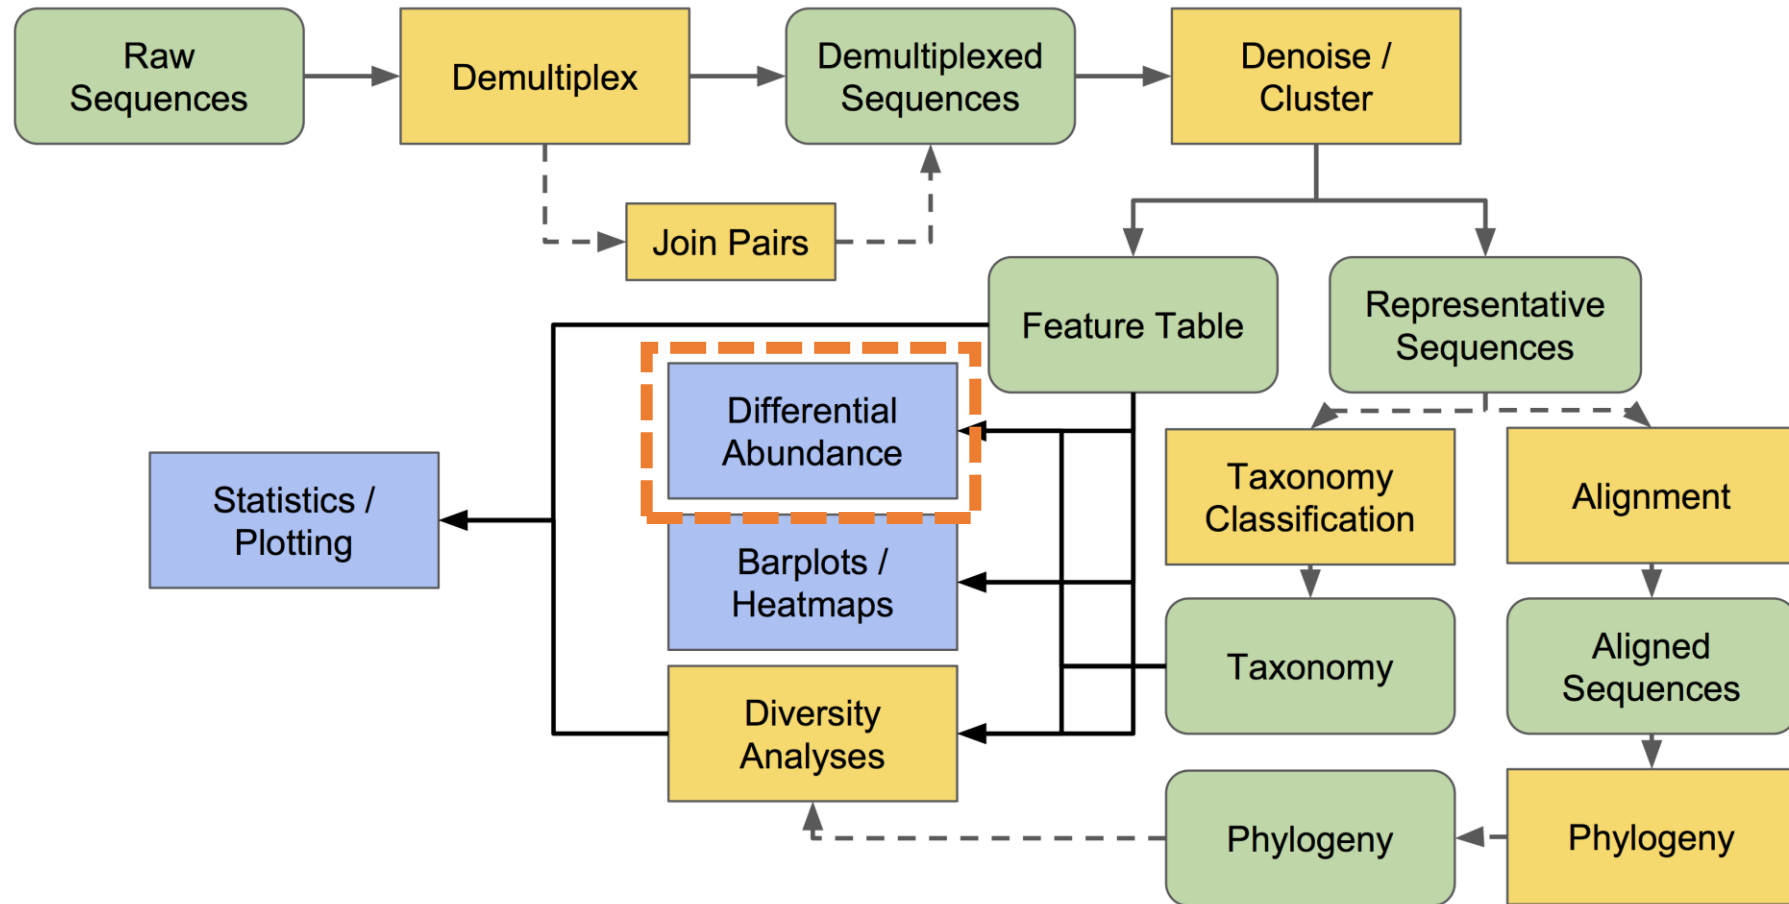 Raw
Sequences
Demultiplex
Demultiplexed
Sequences
Denoise /
Cluster
Join Pairs
Feature Table
Representative
Sequences
Differential
Abundance
Statistics /
Plotting
Taxonomy
Classification
Alignment
Barplots /
Heatmaps
Taxonomy
Aligned
Sequences
Diversity
Analyses
Phylogeny
Phylogeny